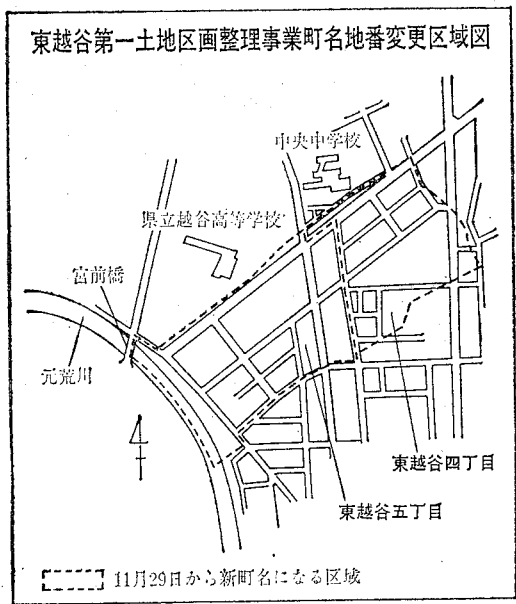 東越谷第一土地区画整理事業町名地番変更区域図
中央中学校
県立越谷高等学校
宮前橋
元荒川
東越谷四丁目
東越谷五丁目
11月29日から新町名になる区域